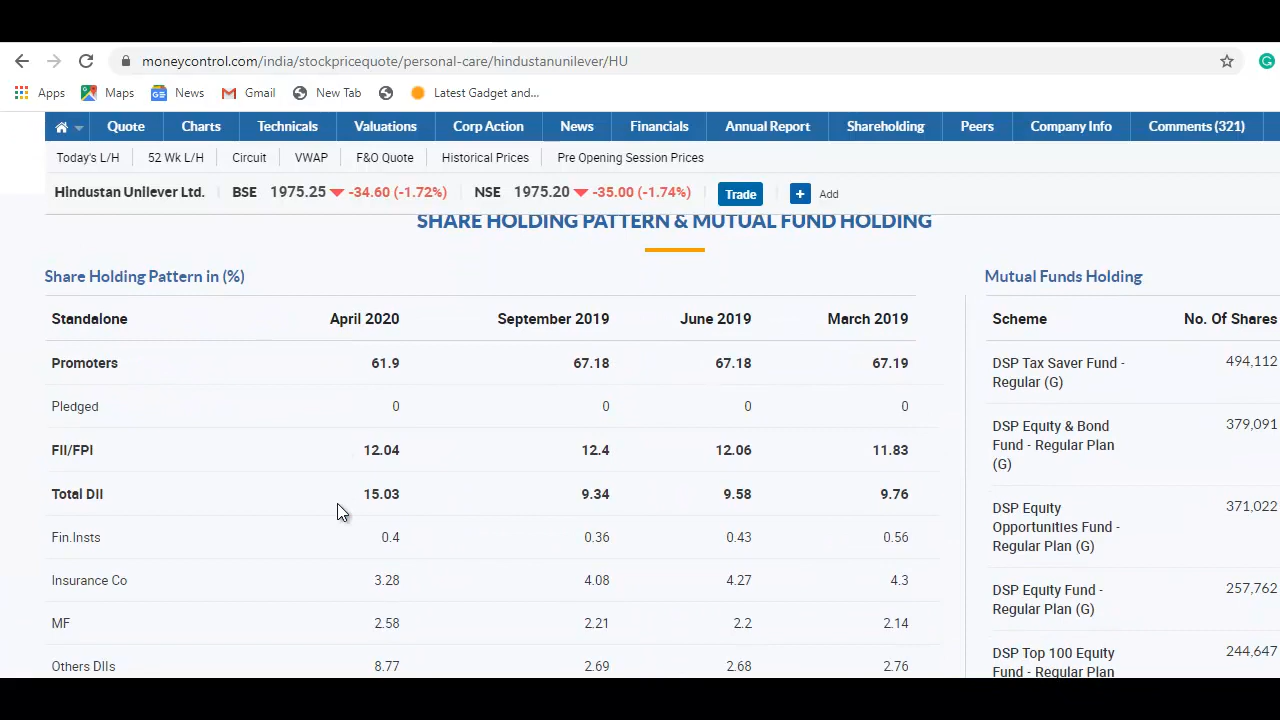 moneycontrol.com/india/stockpricequote/personal-care/hindustanunilever/HU
Apps Maps News Gmail New Tab Latest Gadget and...
Quote Charts Technicals Valuations Corp Action News Financials Annual Report Shareholding Peers Company Info Comments (321)
Today's L/H 52 Wk L/H Circuit VWAP F&O Quote Historical Prices Pre Opening Session Prices
Hindustan Unilever Ltd. BSE 1975.25 -34.60 (-1.72%) NSE 1975.20 -35.00 (-1.74%) Trade + Add
SHARE HOLDING PATTERN & MUTUAL FUND HOLDING
Share Holding Pattern in (%)
Standalone April 2020 September 2019 June 2019 March 2019
Promoters 61.9 67.18 67.18 67.19
Pledged 0 0 0 0
FII/FPI 12.04 12.4 12.06 11.83
Total DII 15.03 9.34 9.58 9.76
Fin.Insts 0.4 0.36 0.43 0.56
Insurance Co 3.28 4.08 4.27 4.3
MF 2.58 2.21 2.2 2.14
Others DIIs 8.77 2.69 2.68 2.76
Mutual Funds Holding
Scheme No. Of Shares
DSP Tax Saver Fund - 494,112
Regular (G)
DSP Equity & Bond 379,091
Fund - Regular Plan
(G)
DSP Equity 371,022
Opportunities Fund -
Regular Plan (G)
DSP Equity Fund - 257,762
Regular Plan (G)
DSP Top 100 Equity 244,647
Fund - Regular Plan